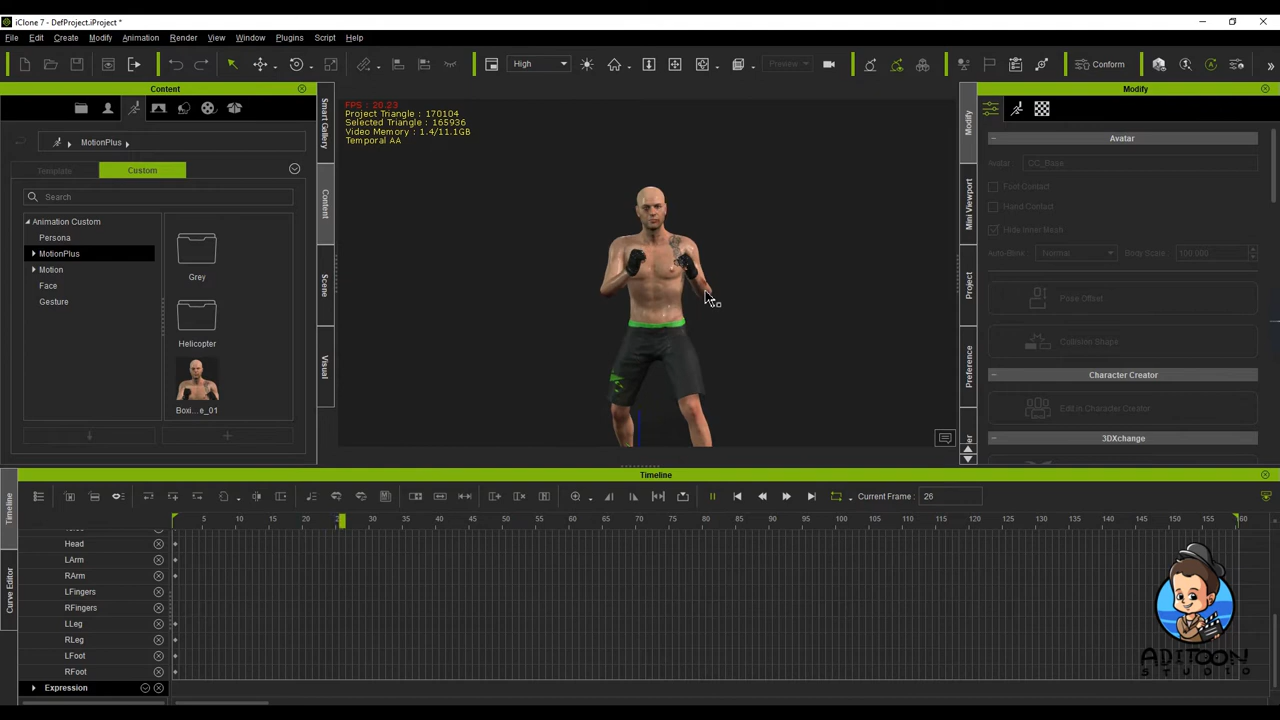 iClone 7 - DefProject.iProject *
File Edit Create Modify Animation Render View Window Plugins Script Help
High
Preview
Conform
Content
MotionPlus
Template
Custom
Search
Animation Custom
Persona
MotionPlus
Motion
Face
Gesture
Grey
Helicopter
Boxi...e_01
Smart Gallery
Content
Scene
Visual
FPS : 20.23
Project Triangle : 170104
Selected Triangle : 165936
Video Memory : 1.4/11.1GB
Temporal AA
Modify
Mini Viewport
Project
Preference
Modify
Avatar
Avatar: CC_Base
Foot Contact
Hand Contact
Hide Inner Mesh
Auto-Blink: Normal Body Scale: 100.000
Pose Offset
Collision Shape
Character Creator
Edit in Character Creator
3DXchange
Timeline
Timeline
Curve Editor
Current Frame : 26
5 10 15 20 30 35 40 45 50 55 60 65 70 75 80 85 90 95 100 105 110 115 120 125 130 135 140 145 150 155 60
Head
LArm
RArm
LFingers
RFingers
LLeg
RLeg
LFoot
RFoot
Expression
ADITOON
STUDIO